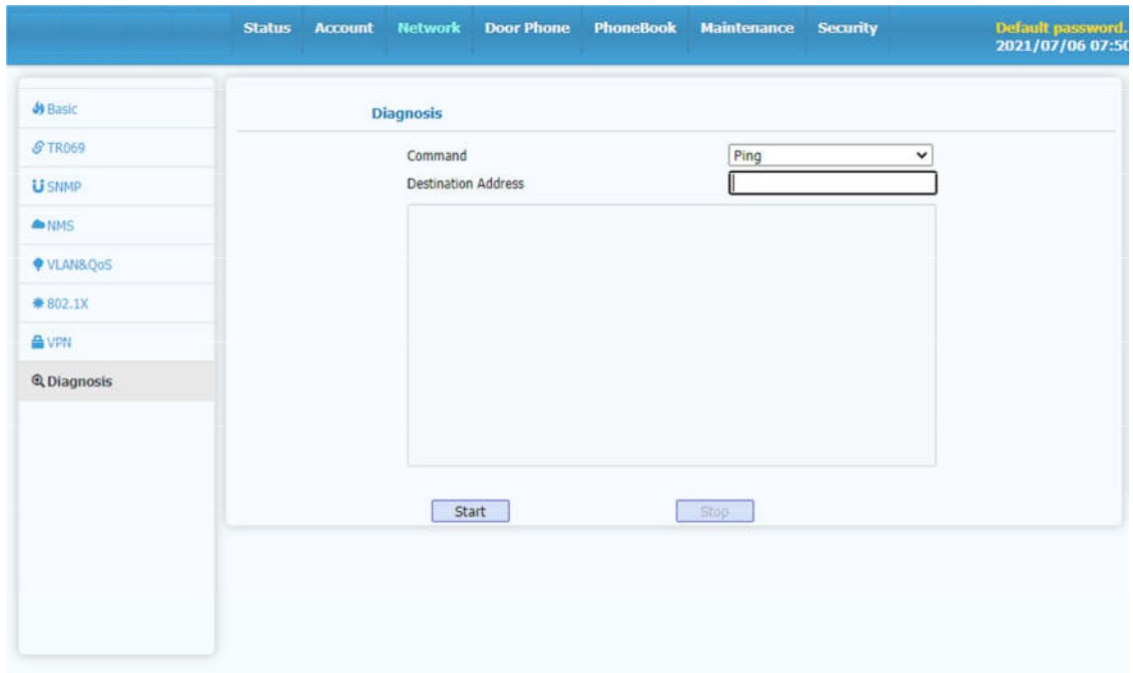 Status Account Network Door Phone PhoneBook Maintenance Security
Default password.
2021/07/06 07:50
Basic
TR069
SNMP
NMS
VLAN&QoS
802.1X
VPN
Diagnosis
Diagnosis
Command Ping
Destination Address
Start Stop